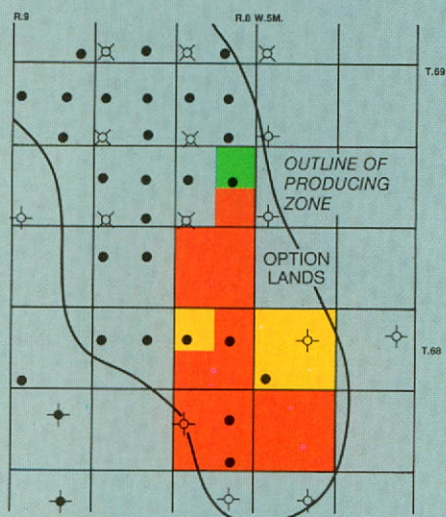 R.9
R.8 W.5M.
T.69
OUTLINE OF
PRODUCING
ZONE
OPTION
LANDS
T.68